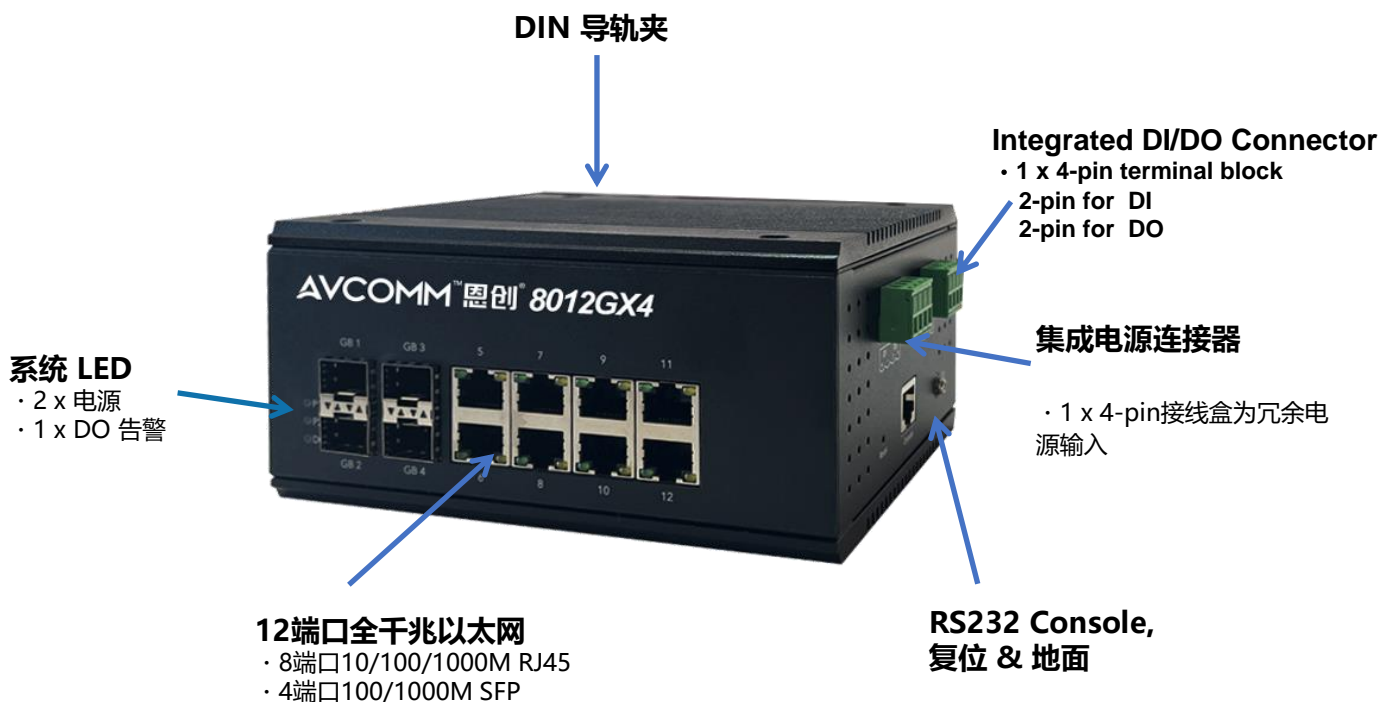 DIN 导轨夹
Integrated DI/DO Connector
· 1 x 4-pin terminal block
2-pin for DI
2-pin for DO
AVCOMM™恩创® 8012GX4
集成电源连接器
· 1 x 4-pin接线盒为冗余电
源输入
系统 LED
· 2 x 电源
· 1 x DO 告警
GB 1 GB 3 5 7 9 11
GB 2 GB 4 6 8 10 12
12端口全千兆以太网
· 8端口10/100/1000M RJ45
· 4端口100/1000M SFP
RS232 Console,
复位 & 地面